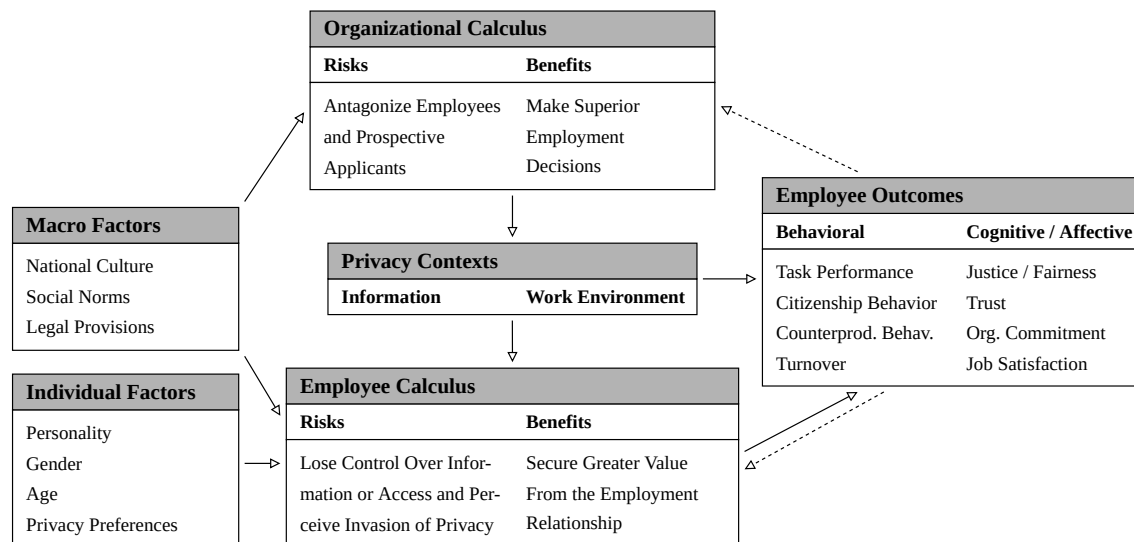 Organizational Calculus
Risks Benefits
Antagonize Employees Make Superior
and Prospective Employment
Applicants Decisions
Macro Factors
National Culture
Social Norms
Legal Provisions
Privacy Contexts
Information Work Environment
Employee Outcomes
Behavioral Cognitive / Affective
Task Performance Justice / Fairness
Citizenship Behavior Trust
Counterprod. Behav. Org. Commitment
Turnover Job Satisfaction
Individual Factors
Personality
Gender
Age
Privacy Preferences
Employee Calculus
Risks Benefits
Lose Control Over Infor- Secure Greater Value
mation or Access and Per- From the Employment
ceive Invasion of Privacy Relationship